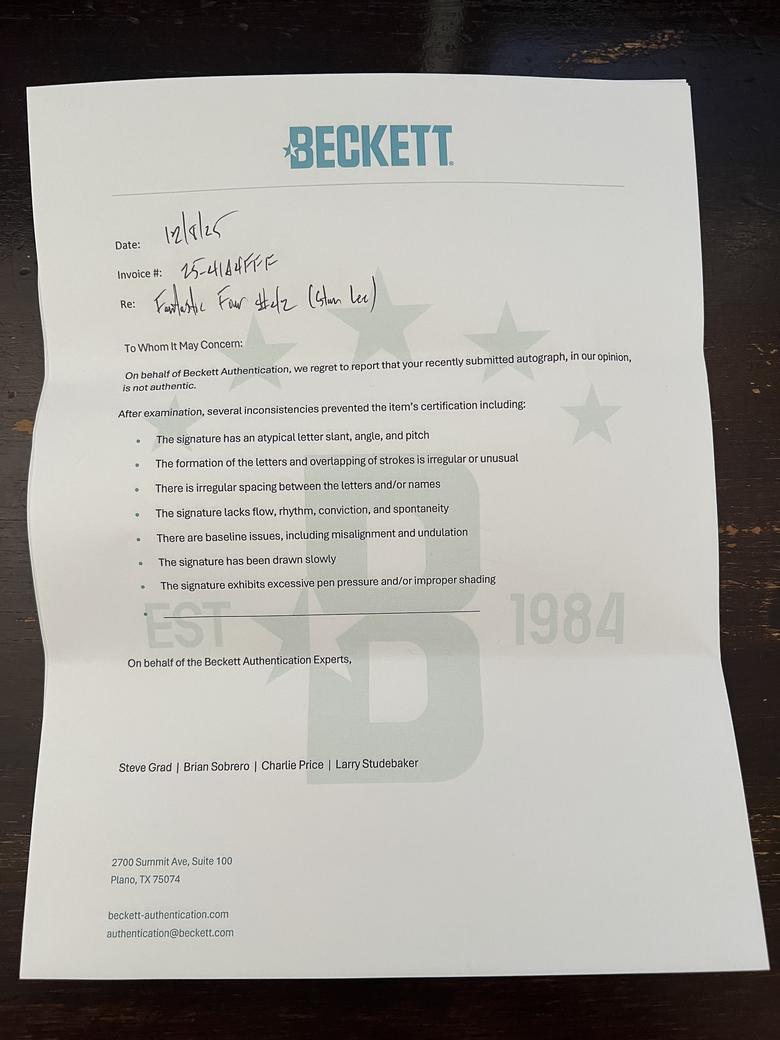 BECKETT
Date: 12/8/25
Invoice #: 25-41A4FFF
Re: Fantastic Four #42 (Stan Lee)
To Whom It May Concern:
On behalf of Beckett Authentication, we regret to report that your recently submitted autograph, in our opinion,
is not authentic.
After examination, several inconsistencies prevented the item's certification including:
• The signature has an atypical letter slant, angle, and pitch
• The formation of the letters and overlapping of strokes is irregular or unusual
• There is irregular spacing between the letters and/or names
• The signature lacks flow, rhythm, conviction, and spontaneity
• There are baseline issues, including misalignment and undulation
• The signature has been drawn slowly
• The signature exhibits excessive pen pressure and/or improper shading
EST B 1984
On behalf of the Beckett Authentication Experts,
Steve Grad | Brian Sobrero | Charlie Price | Larry Studebaker
2700 Summit Ave, Suite 100
Plano, TX 75074
beckett-authentication.com
authentication@beckett.com